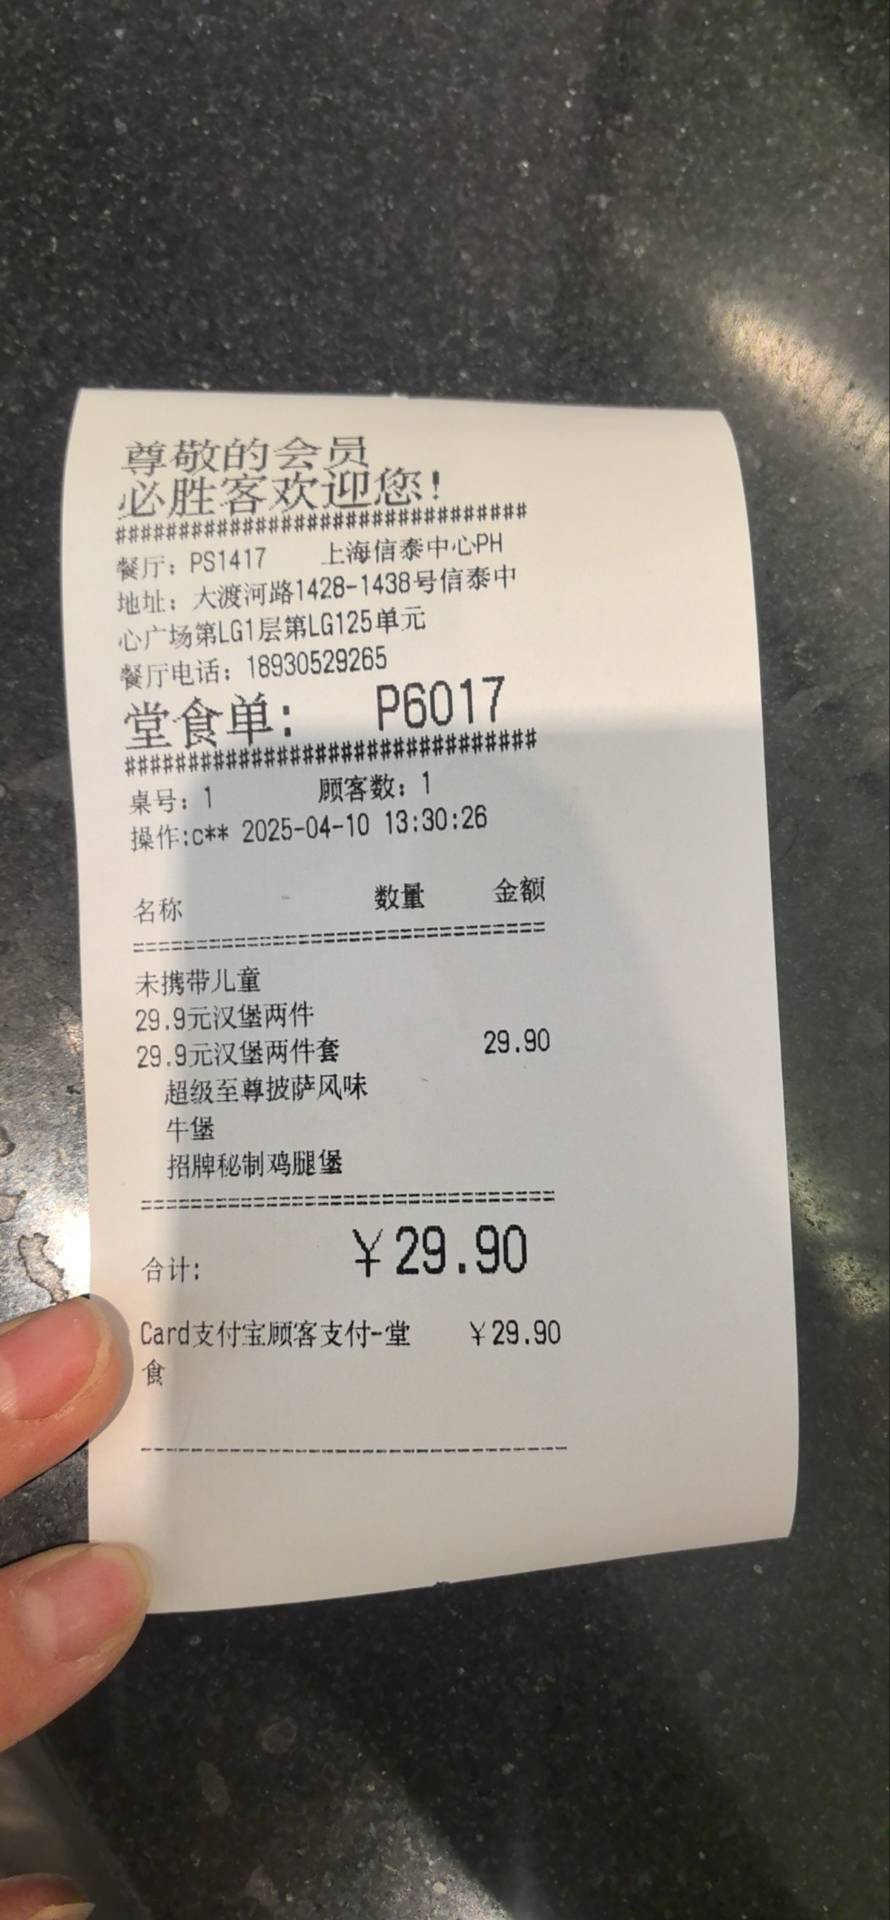 尊敬的会员
必胜客欢迎您!
################################
餐厅：PS1417 上海信泰中心PH
地址：大渡河路1428-1438号信泰中
心广场第LG1层第LG125单元
餐厅电话：18930529265
堂食单: P6017
################################
桌号：1 顾客数：1
操作:c** 2025-04-10 13:30:26
名称 数量 金额
================================
未携带儿童
29.9元汉堡两件
29.9元汉堡两件套 29.90
超级至尊披萨风味
牛堡
招牌秘制鸡腿堡
================================
合计: ￥29.90
Card支付宝顾客支付-堂 ￥29.90
食
--------------------------------